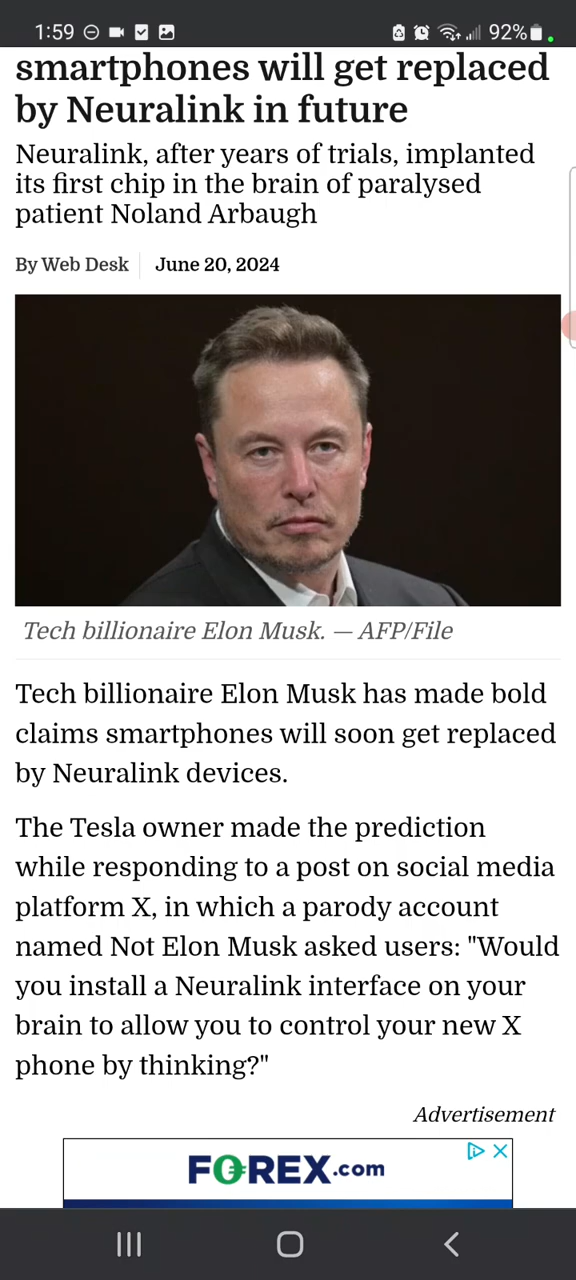 1:59
92%
smartphones will get replaced
by Neuralink in future
Neuralink, after years of trials, implanted
its first chip in the brain of paralysed
patient Noland Arbaugh
By Web Desk June 20, 2024
Tech billionaire Elon Musk. — AFP/File
Tech billionaire Elon Musk has made bold
claims smartphones will soon get replaced
by Neuralink devices.
The Tesla owner made the prediction
while responding to a post on social media
platform X, in which a parody account
named Not Elon Musk asked users: "Would
you install a Neuralink interface on your
brain to allow you to control your new X
phone by thinking?"
Advertisement
FOREX.com